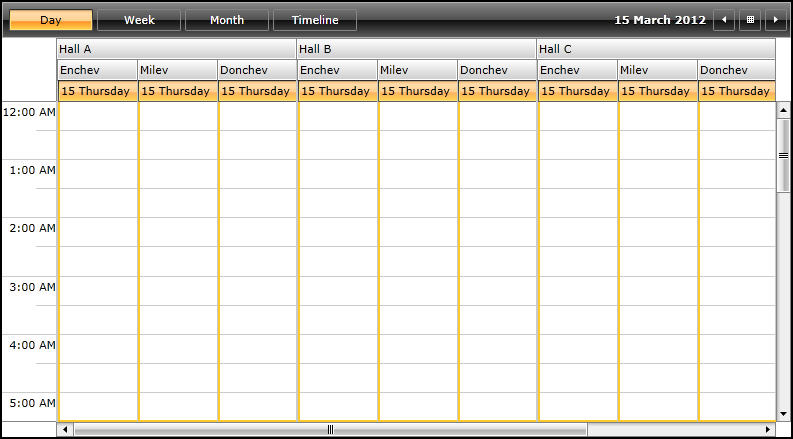 Day Week Month Timeline 15 March 2012
Hall A Hall B Hall C
Enchev Milev Donchev Enchev Milev Donchev Enchev Milev Donchev
15 Thursday 15 Thursday 15 Thursday 15 Thursday 15 Thursday 15 Thursday 15 Thursday 15 Thursday 15 Thursday
12:00 AM
1:00 AM
2:00 AM
3:00 AM
4:00 AM
5:00 AM